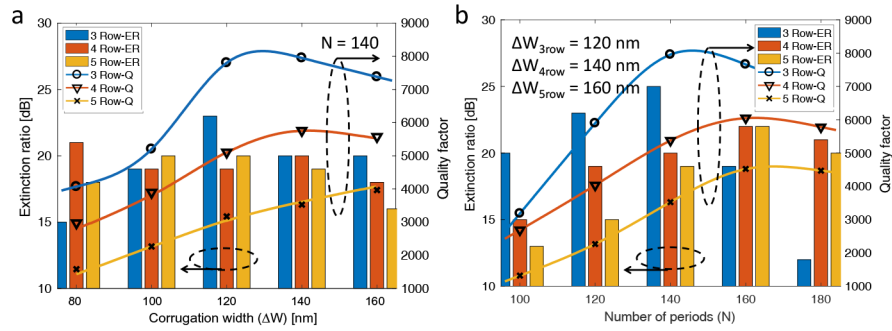 a
30
25
20
15
10
Extinction ratio [dB]
3 Row-ER
4 Row-ER
5 Row-ER
3 Row-Q
4 Row-Q
5 Row-Q
N = 140
9000
8000
7000
6000
5000
4000
3000
2000
1000
Quality factor
80 100 120 140 160
Corrugation width (ΔW) [nm]
b
30
25
20
15
10
Extinction ratio [dB]
ΔW3row = 120 nm
ΔW4row = 140 nm
ΔW5row = 160 nm
3 Row-ER
4 Row-ER
5 Row-ER
3 Row-Q
4 Row-Q
5 Row-Q
9000
8000
7000
6000
5000
4000
3000
2000
1000
Quality factor
100 120 140 160 180
Number of periods (N)